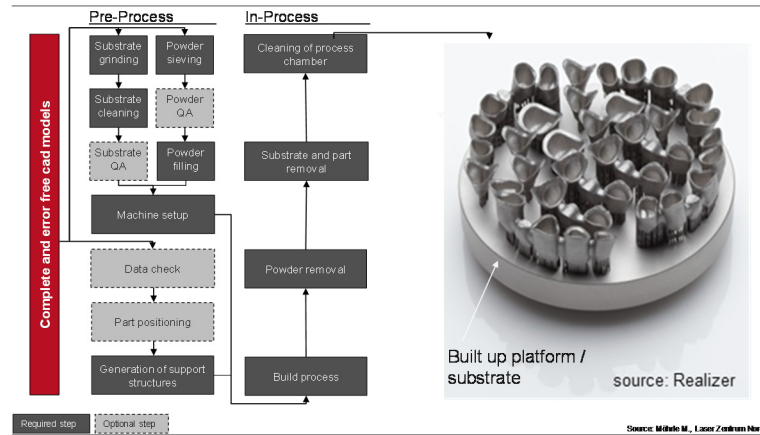 Pre-Process
In-Process
Complete and error free cad models
Substrate
grinding
Powder
sieving
Substrate
cleaning
Powder
QA
Substrate
QA
Powder
filling
Machine setup
Data check
Part positioning
Generation of support
structures
Cleaning of process
chamber
Substrate and part
removal
Powder removal
Build process
Built up platform /
substrate
source: Realizer
Required step
Optional step
Source: Möhrle M., Laser Zentrum Nor